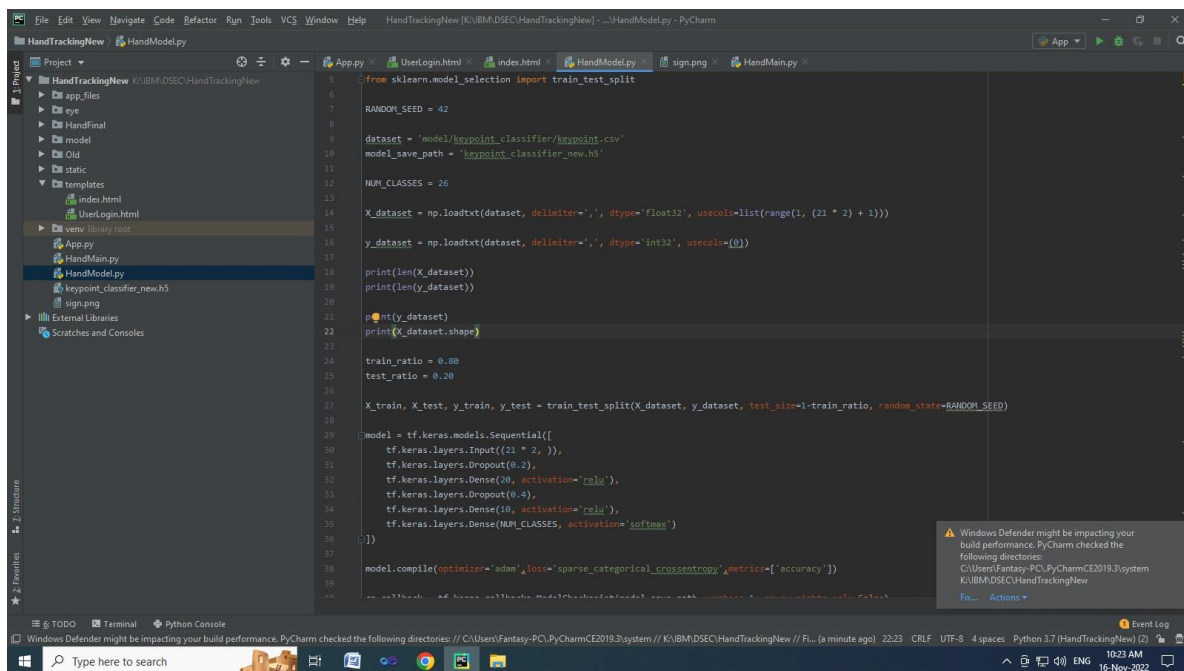 File Edit View Navigate Code Refactor Run Tools VCS Window Help HandTrackingNew [K:\IBM\DSEC\HandTrackingNew] - ...\HandModel.py - PyCharm
HandTrackingNew HandModel.py
App
Project
App.py
UserLogin.html
index.html
HandModel.py
sign.png
HandMain.py
1: Project
HandTrackingNew K:\IBM\DSEC\HandTrackingNew
app_files
eye
HandFinal
model
Old
static
templates
index.html
UserLogin.html
venv library root
App.py
HandMain.py
HandModel.py
keypoint_classifier_new.h5
sign.png
External Libraries
Scratches and Consoles
Z: Structure
2: Favorites
5 from sklearn.model_selection import train_test_split
6
7 RANDOM_SEED = 42
8
9 dataset = 'model/keypoint_classifier/keypoint.csv'
10 model_save_path = 'keypoint_classifier_new.h5'
11
12 NUM_CLASSES = 26
13
14 X_dataset = np.loadtxt(dataset, delimiter=',', dtype='float32', usecols=list(range(1, (21 * 2) + 1)))
15
16 y_dataset = np.loadtxt(dataset, delimiter=',', dtype='int32', usecols=(0))
17
18 print(len(X_dataset))
19 print(len(y_dataset))
20
21 print(y_dataset)
22 print(X_dataset.shape)
23
24 train_ratio = 0.80
25 test_ratio = 0.20
26
27 X_train, X_test, y_train, y_test = train_test_split(X_dataset, y_dataset, test_size=1-train_ratio, random_state=RANDOM_SEED)
28
29 model = tf.keras.models.Sequential([
30 tf.keras.layers.Input((21 * 2, )),
31 tf.keras.layers.Dropout(0.2),
32 tf.keras.layers.Dense(20, activation='relu'),
33 tf.keras.layers.Dropout(0.4),
34 tf.keras.layers.Dense(10, activation='relu'),
35 tf.keras.layers.Dense(NUM_CLASSES, activation='softmax')
36 ])
37
38 model.compile(optimizer='adam',loss='sparse_categorical_crossentropy',metrics=['accuracy'])
39
Windows Defender might be impacting your
build performance. PyCharm checked the
following directories:
C:\Users\Fantasy-PC\.PyCharmCE2019.3\system
K:\IBM\DSEC\HandTrackingNew
Fix... Actions
6: TODO Terminal Python Console
1 Event Log
Windows Defender might be impacting your build performance. PyCharm checked the following directories: // C:\Users\Fantasy-PC\.PyCharmCE2019.3\system // K:\IBM\DSEC\HandTrackingNew // Fi... (a minute ago) 22:23 CRLF UTF-8 4 spaces Python 3.7 (HandTrackingNew) (2)
Type here to search
ENG
10:23 AM
16-Nov-2022